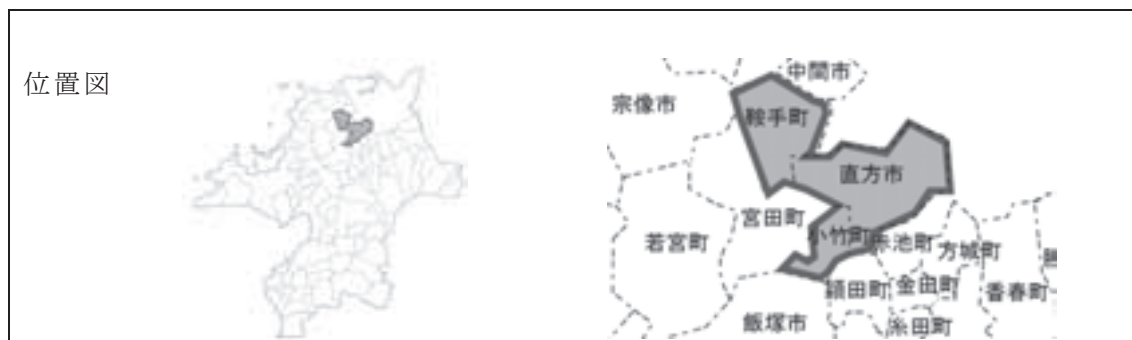 位置図
中間市
宗像市
鞍手町
直方市
宮田町
小竹町
赤池町
方城町
若宮町
頴田町
金田町
香春町
飯塚市
糸田町